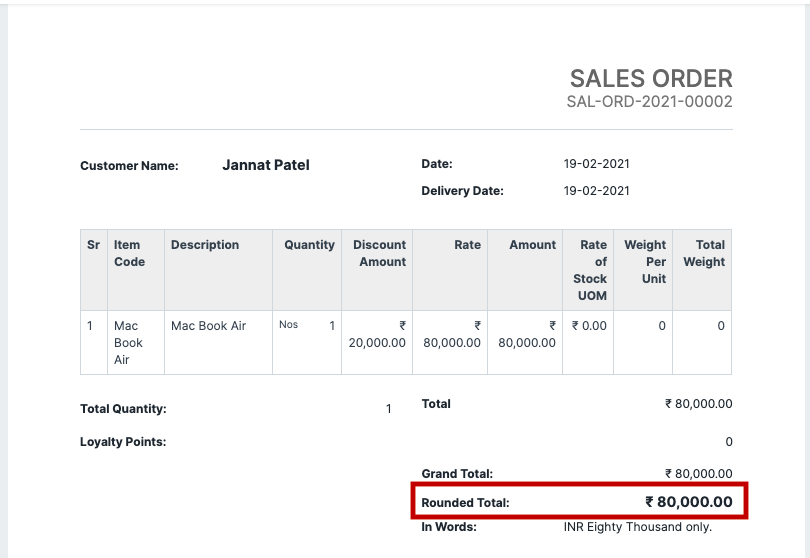 SALES ORDER
SAL-ORD-2021-00002
Customer Name: Jannat Patel
Date: 19-02-2021
Delivery Date: 19-02-2021
Sr Item Code Description Quantity Discount Amount Rate Amount Rate of Stock UOM Weight Per Unit Total Weight
1 Mac Book Air Mac Book Air Nos 1 ₹ 20,000.00 ₹ 80,000.00 ₹ 80,000.00 ₹ 0.00 0 0
Total Quantity: 1
Total ₹ 80,000.00
Loyalty Points: 0
Grand Total: ₹ 80,000.00
Rounded Total: ₹ 80,000.00
In Words: INR Eighty Thousand only.